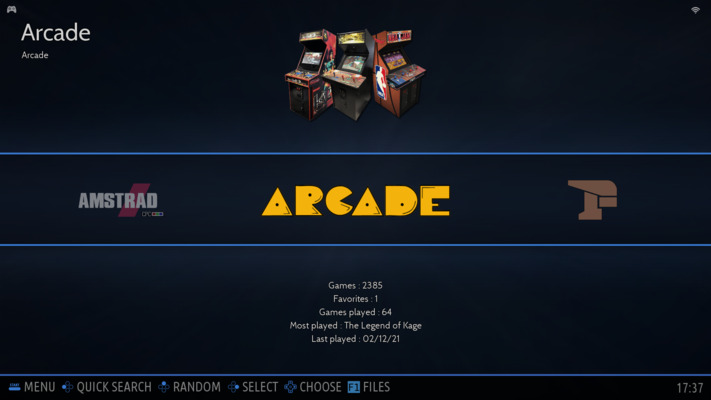 Arcade
Arcade
AMSTRAD
ARCADE
Games : 2385
Favorites : 1
Games played : 64
Most played : The Legend of Kage
Last played : 02/12/21
START MENU QUICK SEARCH RANDOM SELECT CHOOSE F1 FILES 17:37